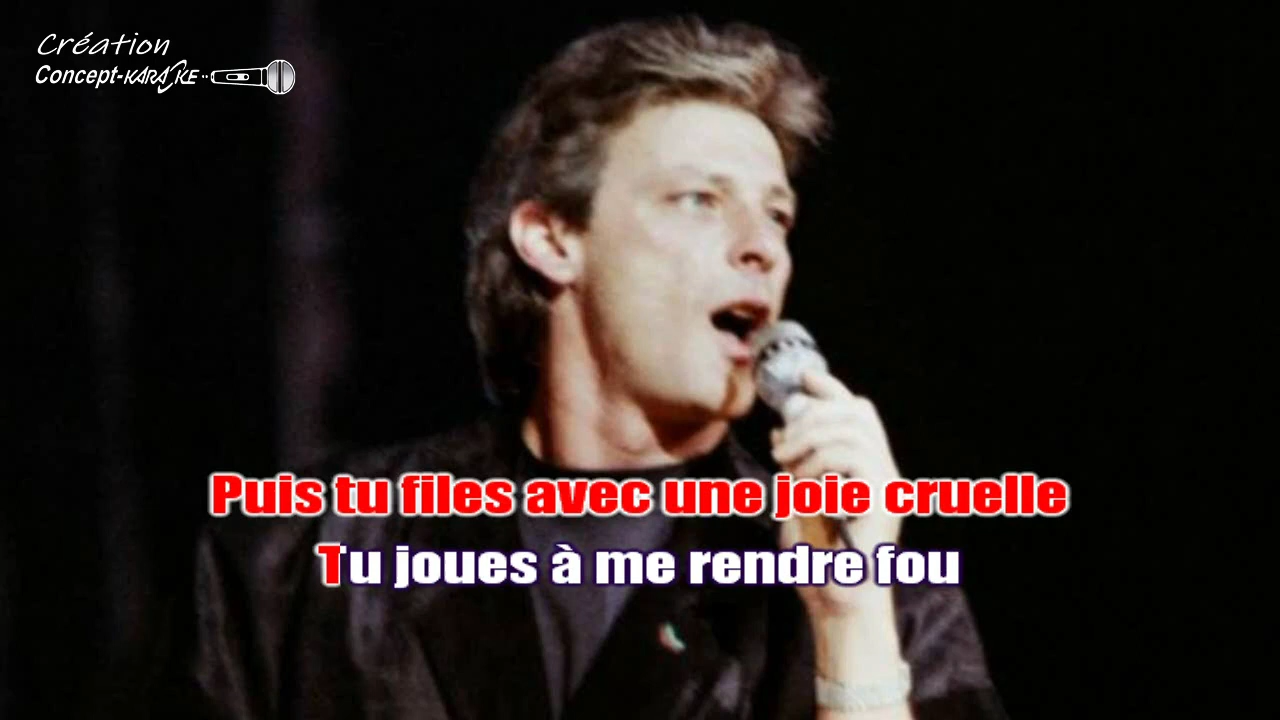 Création
Concept-KARAOKE
Puis tu files avec une joie cruelle
Tu joues à me rendre fou